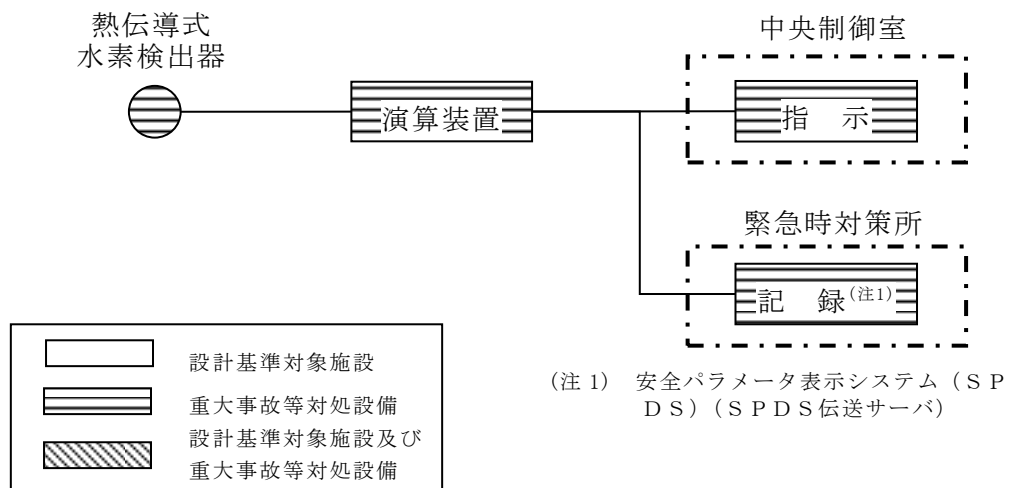 熱伝導式
水素検出器
演算装置
中央制御室
指　示
緊急時対策所
記　録(注1)
(注 1)　安全パラメータ表示システム（ＳＰ
ＤＳ）（ＳＰＤＳ伝送サーバ）
設計基準対象施設
重大事故等対処設備
設計基準対象施設及び
重大事故等対処設備